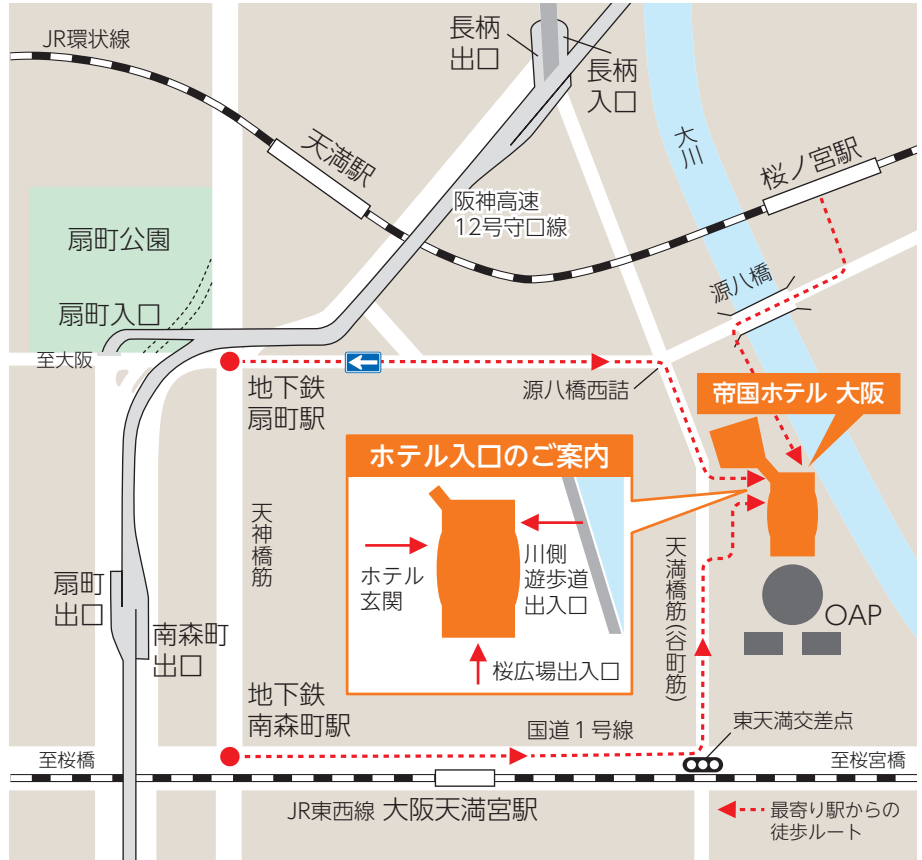 JR環状線
長柄
出口
長柄
入口
天満駅
大川
桜ノ宮駅
阪神高速
12号守口線
扇町公園
扇町入口
源八橋
至大阪
地下鉄
扇町駅
源八橋西詰
帝国ホテル 大阪
ホテル入口のご案内
ホテル
玄関
川側
遊歩道
出入口
桜広場出入口
天神橋筋
天満橋筋(谷町筋)
扇町
出口
南森町
出口
OAP
地下鉄
南森町駅
国道1号線
東天満交差点
至桜橋
至桜宮橋
JR東西線 大阪天満宮駅
最寄り駅からの
徒歩ルート